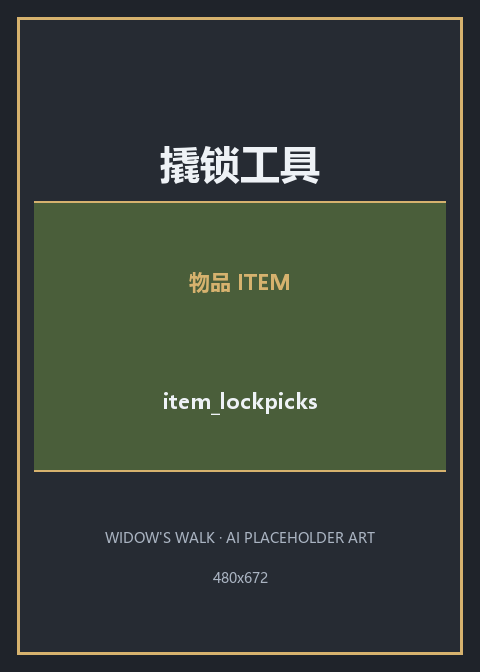 撬锁工具
物品 ITEM
item_lockpicks
WIDOW'S WALK · AI PLACEHOLDER ART
480x672